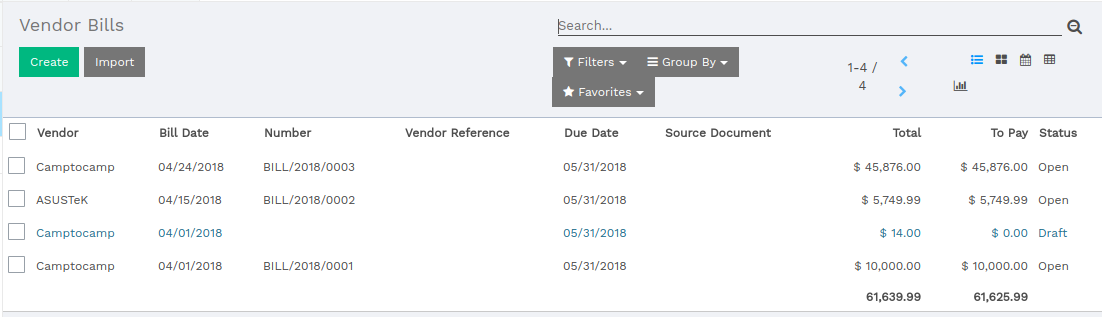 Vendor Bills
Search...
Create Import
Filters Group By
Favorites
1-4 /
4
Vendor Bill Date Number Vendor Reference Due Date Source Document Total To Pay Status
Camptocamp 04/24/2018 BILL/2018/0003 05/31/2018 $ 45,876.00 $ 45,876.00 Open
ASUSTeK 04/15/2018 BILL/2018/0002 05/31/2018 $ 5,749.99 $ 5,749.99 Open
Camptocamp 04/01/2018 05/31/2018 $ 14.00 $ 0.00 Draft
Camptocamp 04/01/2018 BILL/2018/0001 05/31/2018 $ 10,000.00 $ 10,000.00 Open
61,639.99 61,625.99